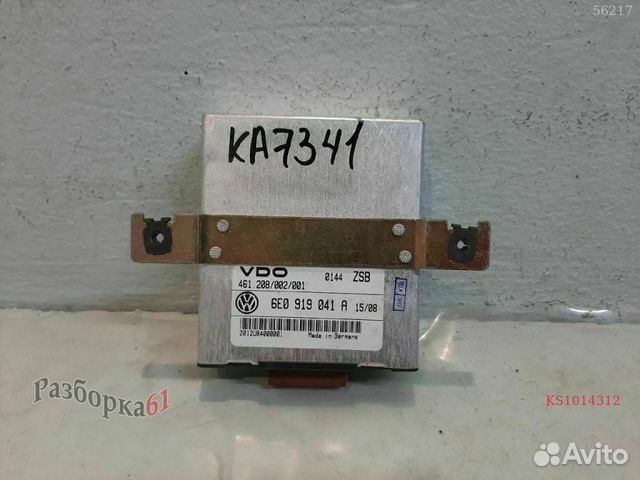 56217
KA7341
VDO
0144 ZSB
461.208/002/001
6E0 919 041 A 15/08
2012U84000001
Made in Germany
Разборка61
KS1014312
Avito